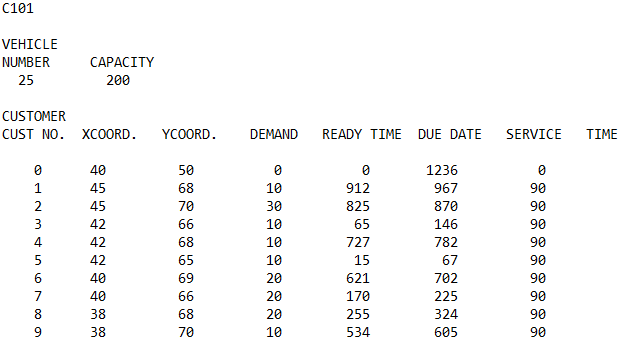 C101
VEHICLE
NUMBER CAPACITY
25 200
CUSTOMER
CUST NO. XCOORD. YCOORD. DEMAND READY TIME DUE DATE SERVICE TIME
0 40 50 0 0 1236 0
1 45 68 10 912 967 90
2 45 70 30 825 870 90
3 42 66 10 65 146 90
4 42 68 10 727 782 90
5 42 65 10 15 67 90
6 40 69 20 621 702 90
7 40 66 20 170 225 90
8 38 68 20 255 324 90
9 38 70 10 534 605 90